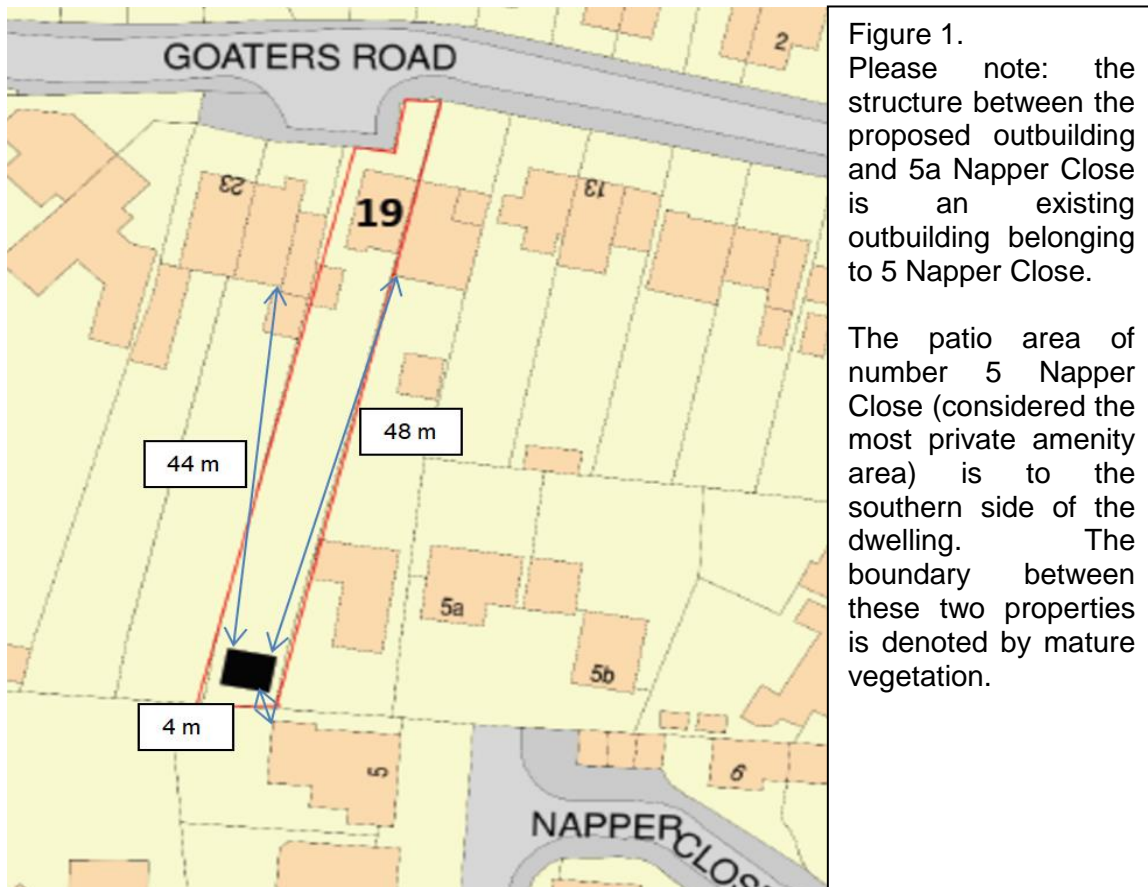 GOATERS ROAD
2
23
19
13
44 m
48 m
5a
5b
4 m
5
6
NAPPER CLOSE
Figure 1.
Please note: the
structure between the
proposed outbuilding
and 5a Napper Close
is an existing
outbuilding belonging
to 5 Napper Close.
The patio area of
number 5 Napper
Close (considered the
most private amenity
area) is to the
southern side of the
dwelling. The
boundary between
these two properties
is denoted by mature
vegetation.